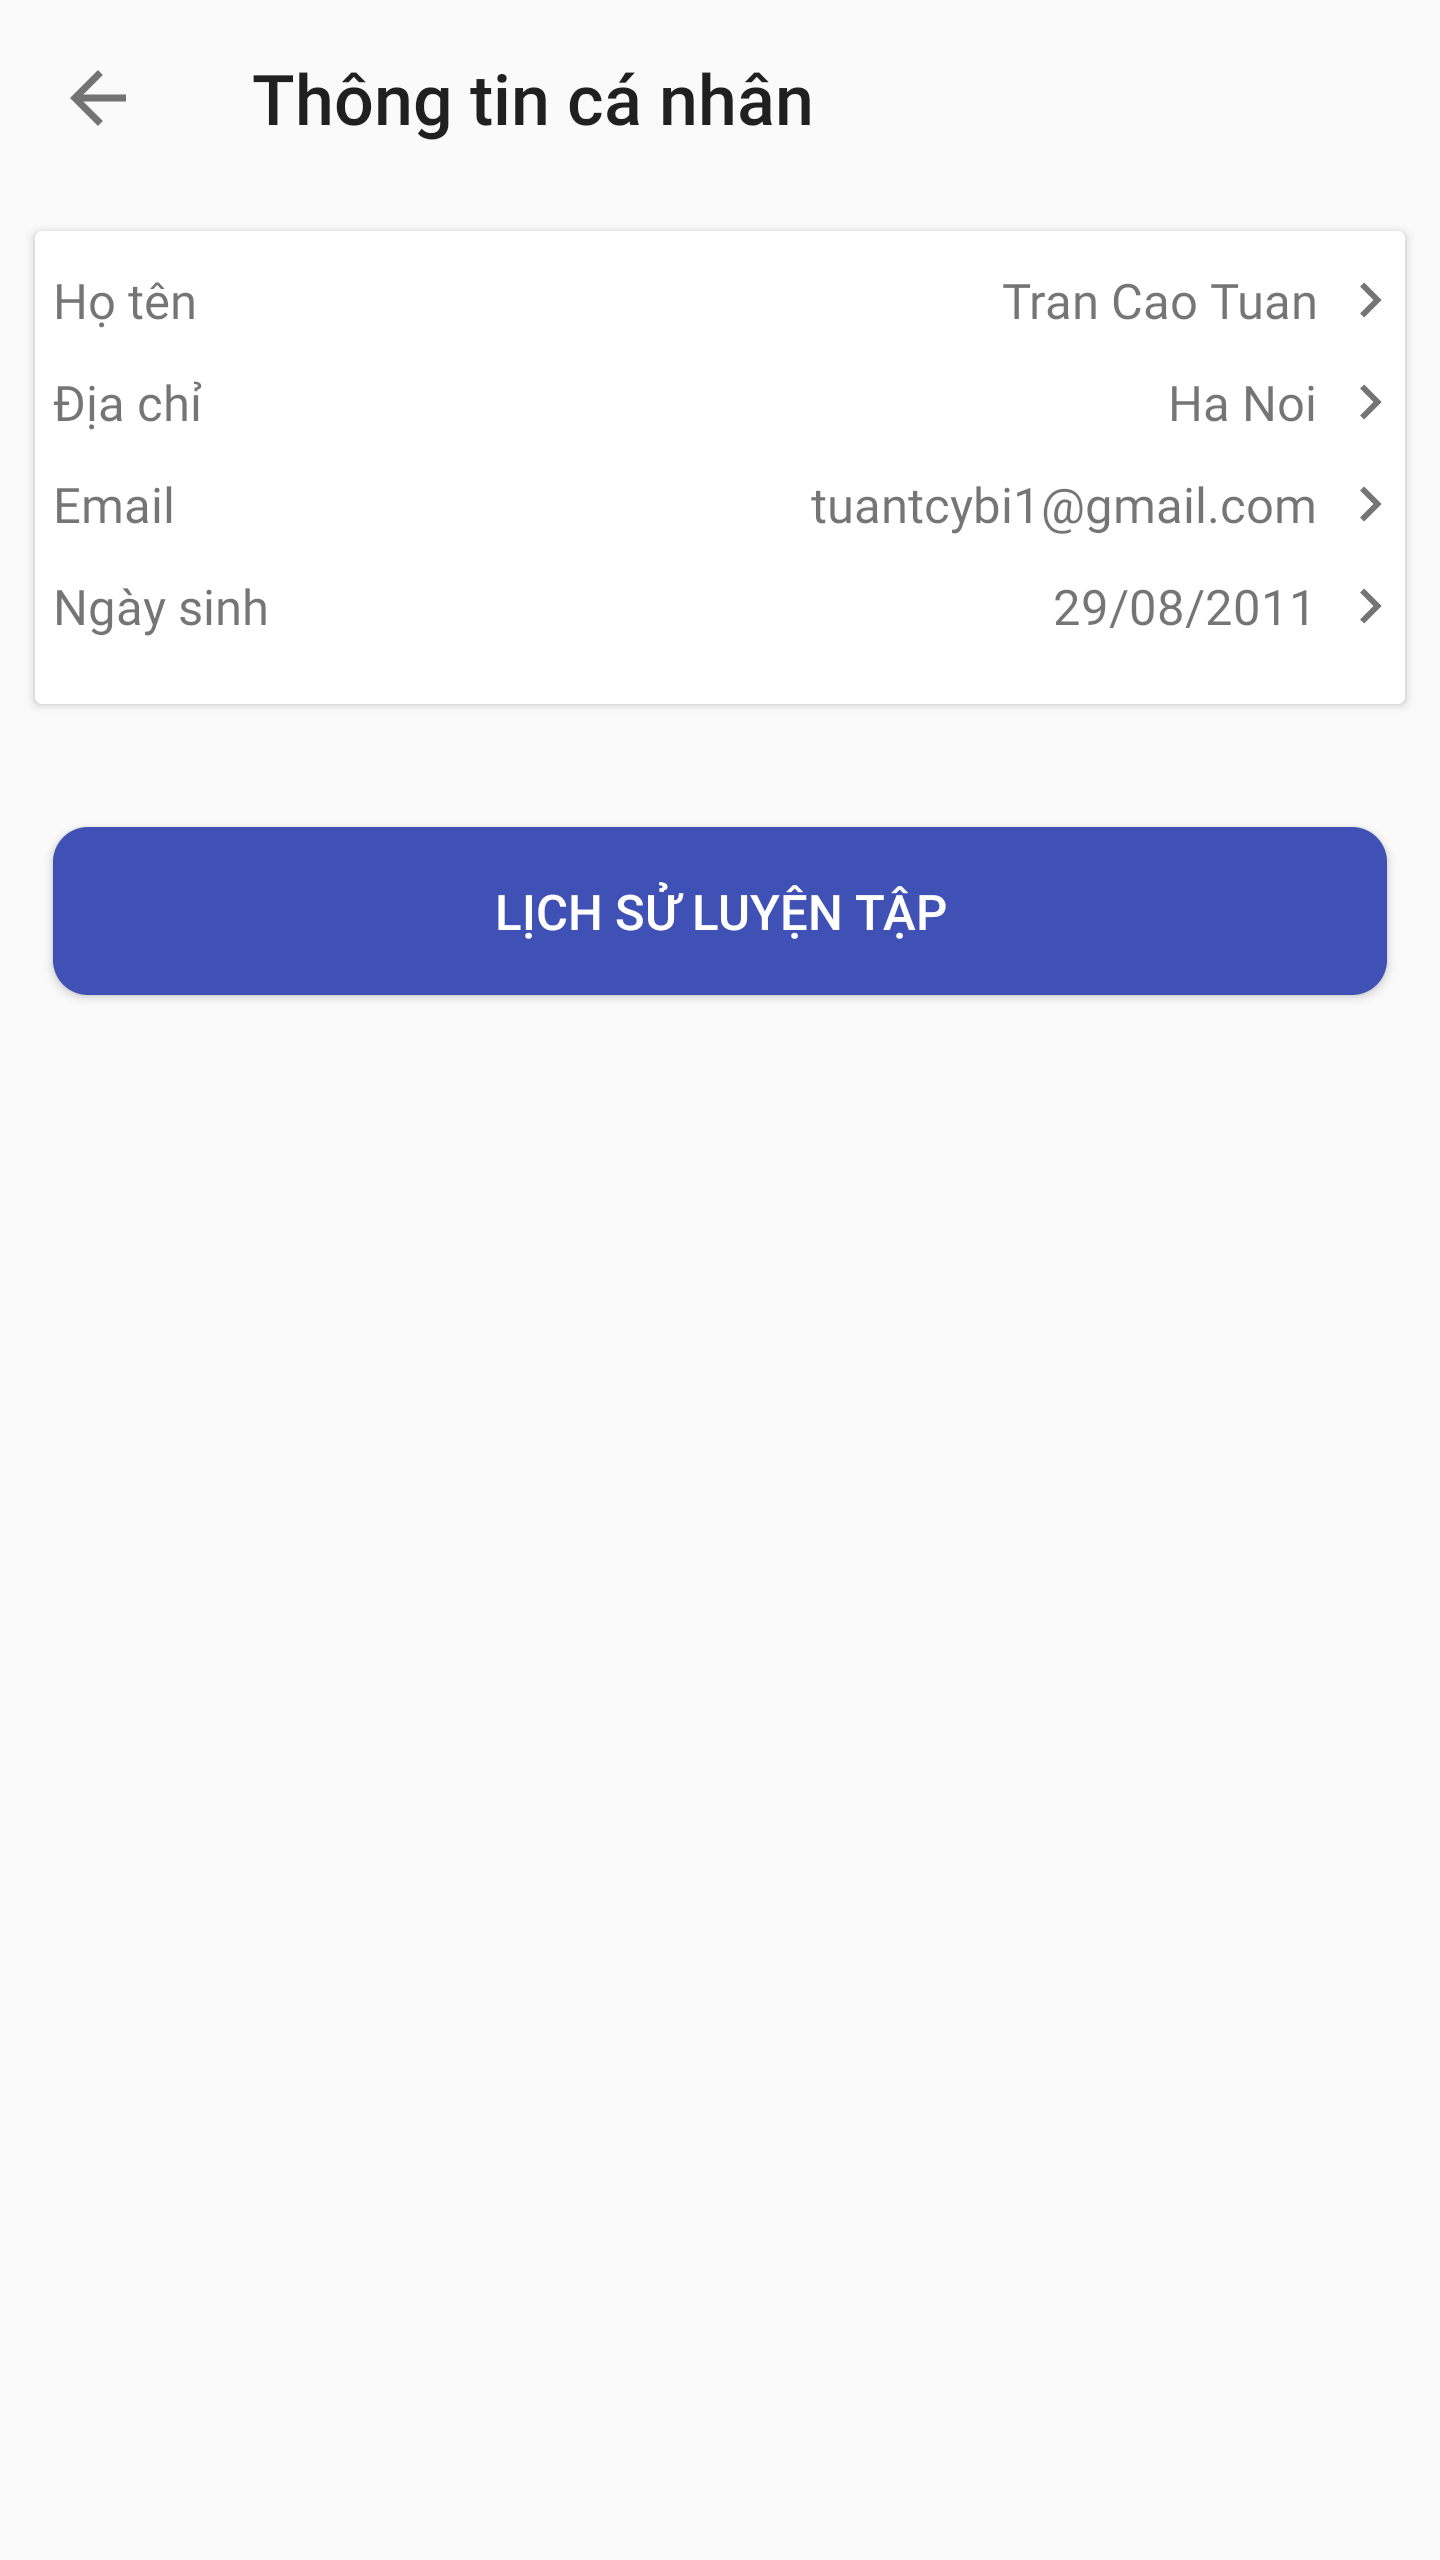 Thông tin cá nhân
Họ tên Tran Cao Tuan
Địa chỉ Ha Noi
Email tuantcybi1@gmail.com
Ngày sinh 29/08/2011
LỊCH SỬ LUYỆN TẬP